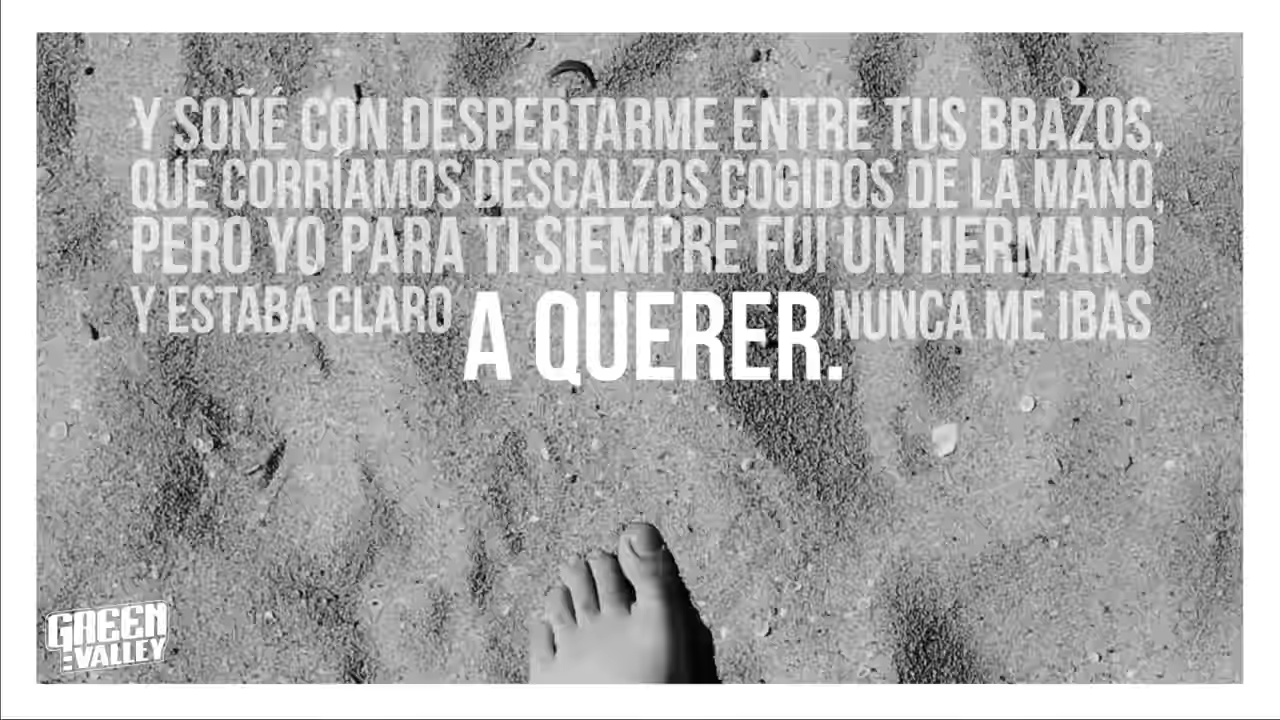 Y SOÑÉ CON DESPERTARME ENTRE TUS BRAZOS,
QUE CORRÍAMOS DESCALZOS COGIDOS DE LA MANO,
PERO YO PARA TI SIEMPRE FUI UN HERMANO
Y ESTABA CLARO A QUERER. NUNCA ME IBAS
GREEN
VALLEY